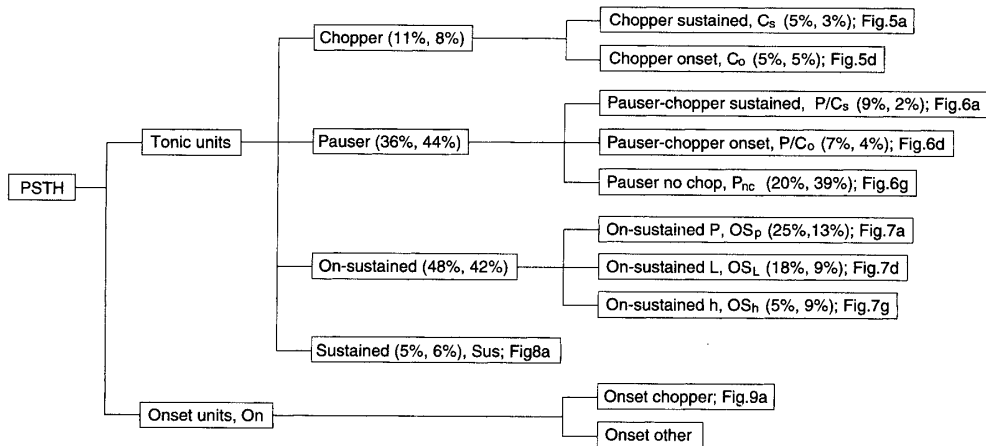 PSTH
Tonic units
Chopper (11%, 8%)
Chopper sustained, Cs (5%, 3%); Fig.5a
Chopper onset, Co (5%, 5%); Fig.5d
Pauser (36%, 44%)
Pauser-chopper sustained, P/Cs (9%, 2%); Fig.6a
Pauser-chopper onset, P/Co (7%, 4%); Fig.6d
Pauser no chop, Pnc (20%, 39%); Fig.6g
On-sustained (48%, 42%)
On-sustained P, OSp (25%,13%); Fig.7a
On-sustained L, OSL (18%, 9%); Fig.7d
On-sustained h, OSh (5%, 9%); Fig.7g
Sustained (5%, 6%), Sus; Fig8a
Onset units, On
Onset chopper; Fig.9a
Onset other